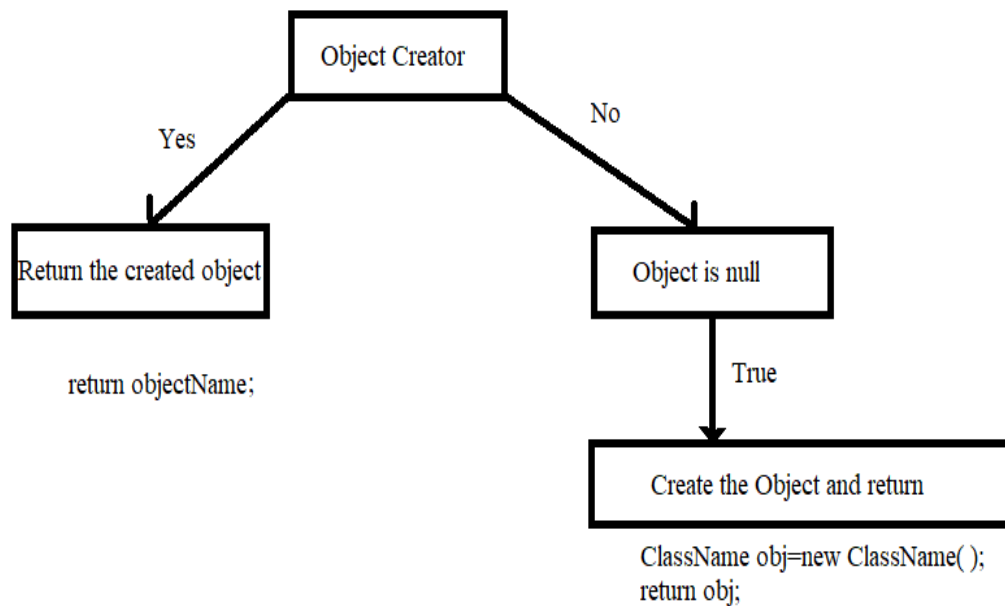 Object Creator
Yes
No
Return the created object
Object is null
return objectName;
True
Create the Object and return
ClassName obj=new ClassName( );
return obj;